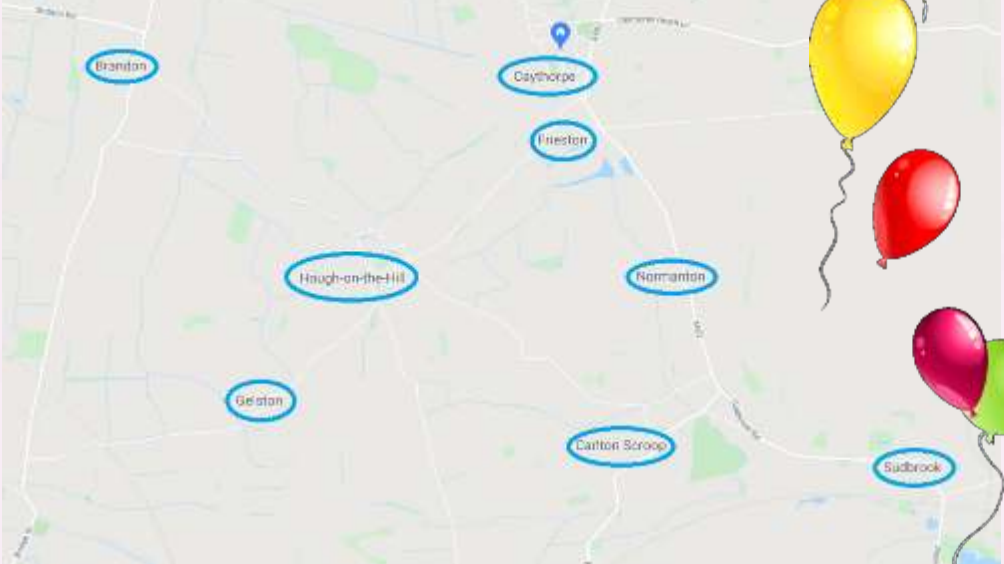 Brandon
Caythorpe
Frieston
Hough-on-the-Hill
Normanton
Gelston
Carlton Scroop
Sudbrook